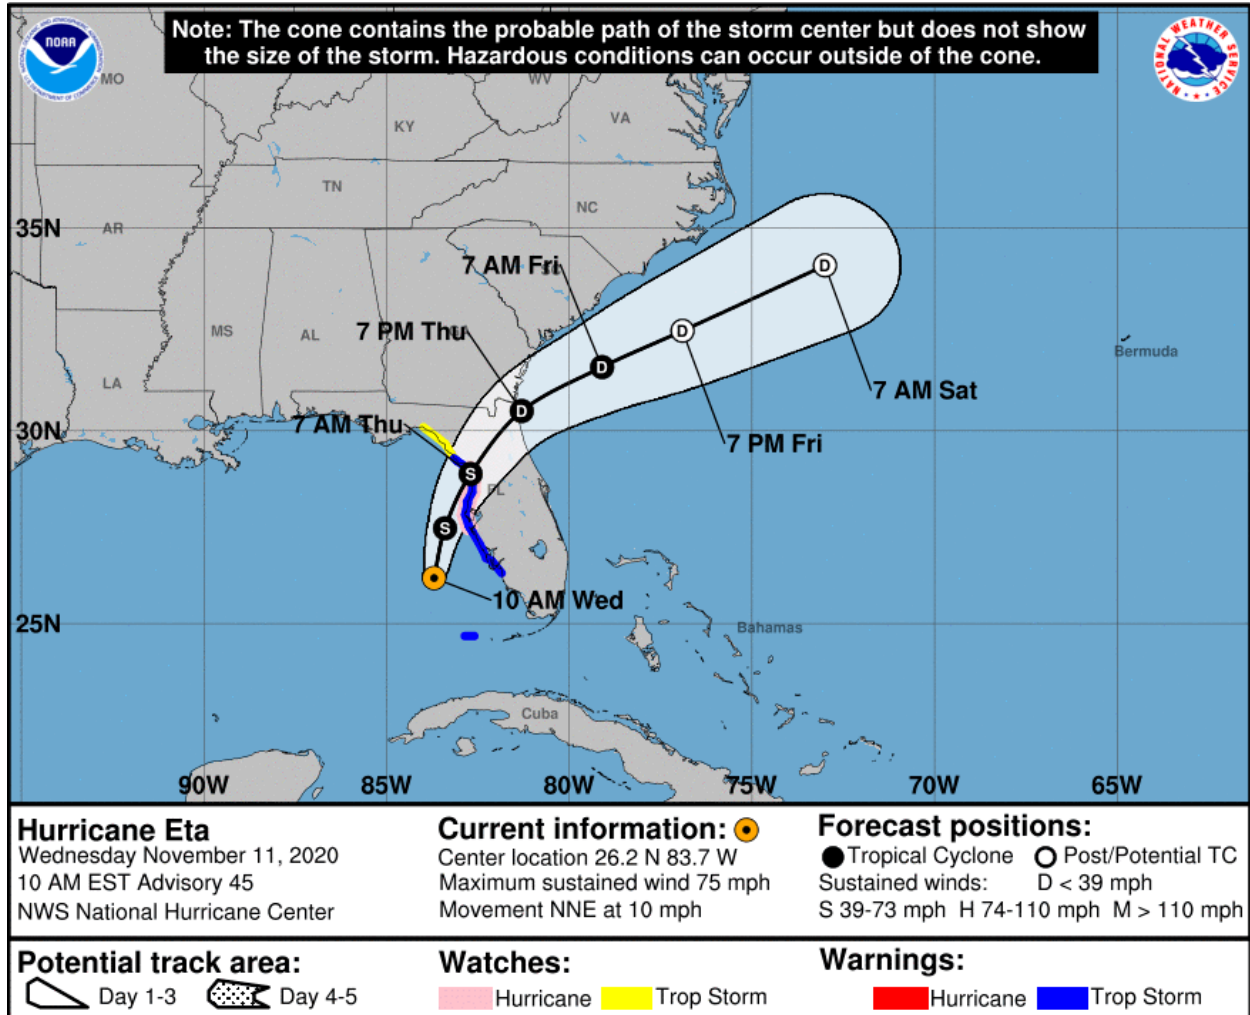 Note: The cone contains the probable path of the storm center but does not show
the size of the storm. Hazardous conditions can occur outside of the cone.
NOAA
NATIONAL WEATHER SERVICE
MO
WV
VA
KY
TN
NC
35N
AR
7 AM Fri
7 PM Thu
MS
AL
Bermuda
LA
7 AM Sat
7 AM Thu
30N
7 PM Fri
FL
10 AM Wed
25N
Bahamas
Cuba
90W 85W 80W 75W 70W 65W
Hurricane Eta
Wednesday November 11, 2020
10 AM EST Advisory 45
NWS National Hurricane Center
Current information:
Center location 26.2 N 83.7 W
Maximum sustained wind 75 mph
Movement NNE at 10 mph
Forecast positions:
Tropical Cyclone Post/Potential TC
Sustained winds: D < 39 mph
S 39-73 mph H 74-110 mph M > 110 mph
Potential track area:
Day 1-3 Day 4-5
Watches:
Hurricane Trop Storm
Warnings:
Hurricane Trop Storm
D
D
D
D
S
S